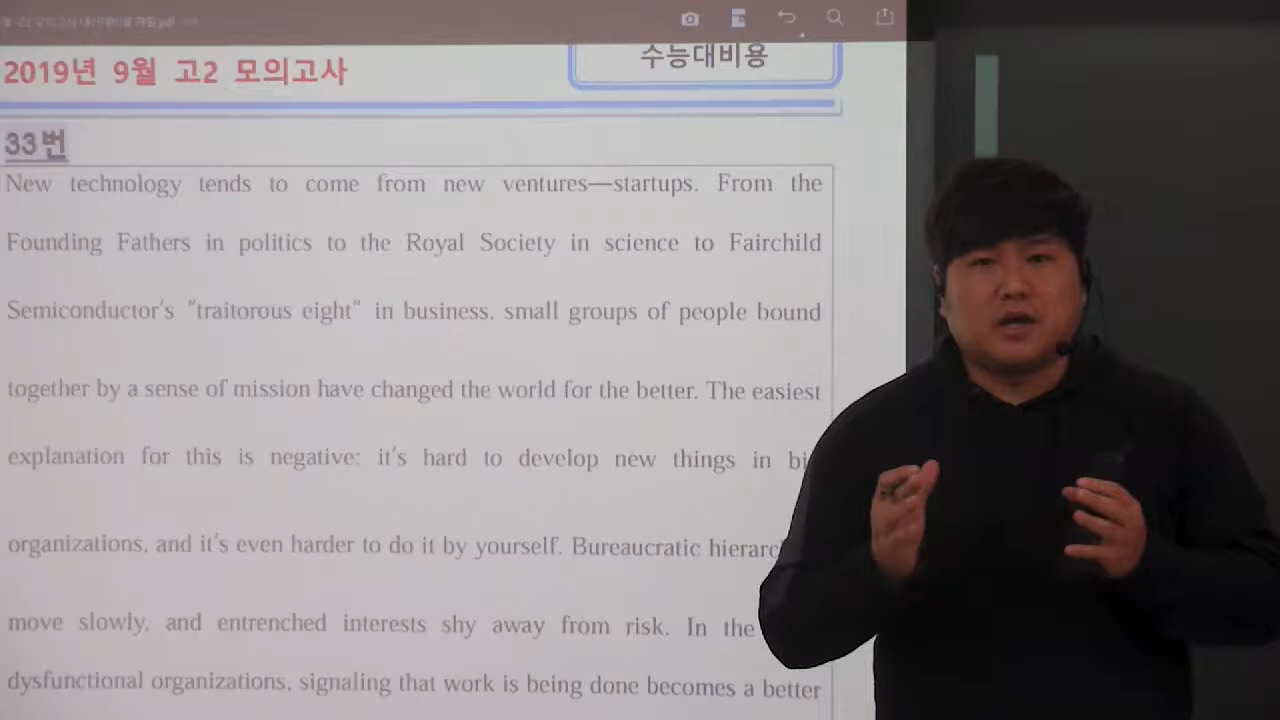 2019년 9월 고2 모의고사
수능대비용
33번
New technology tends to come from new ventures—startups. From the
Founding Fathers in politics to the Royal Society in science to Fairchild
Semiconductor's "traitorous eight" in business, small groups of people bound
together by a sense of mission have changed the world for the better. The easiest
explanation for this is negative: it's hard to develop new things in bi
organizations, and it's even harder to do it by yourself. Bureaucratic hierarc
move slowly, and entrenched interests shy away from risk. In the
dysfunctional organizations, signaling that work is being done becomes a better